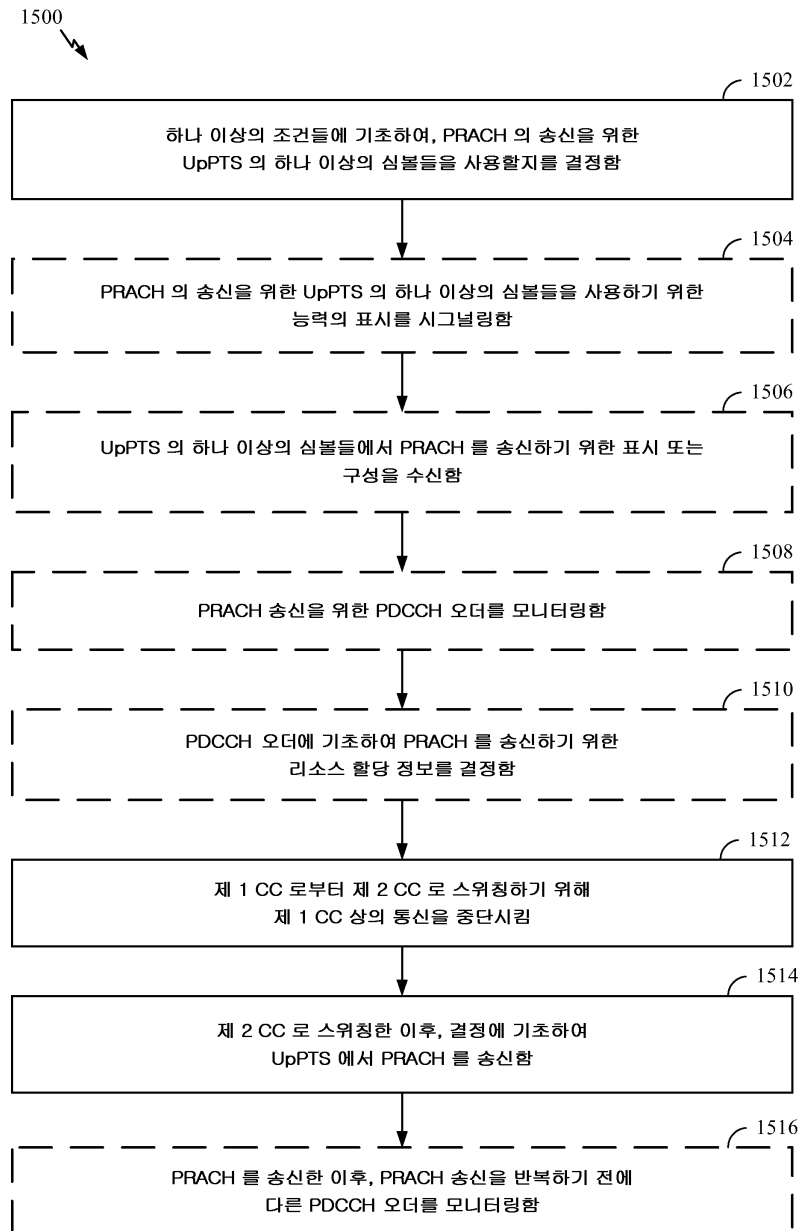 1500
1502
하나 이상의 조건들에 기초하여, PRACH 의 송신을 위한
UpPTS 의 하나 이상의 심볼들을 사용할지를 결정함
1504
PRACH 의 송신을 위한 UpPTS 의 하나 이상의 심볼들을 사용하기 위한
능력의 표시를 시그널링함
1506
UpPTS 의 하나 이상의 심볼들에서 PRACH 를 송신하기 위한 표시 또는
구성을 수신함
1508
PRACH 송신을 위한 PDCCH 오더를 모니터링함
1510
PDCCH 오더에 기초하여 PRACH 를 송신하기 위한
리소스 할당 정보를 결정함
1512
제 1 CC 로부터 제 2 CC 로 스위칭하기 위해
제 1 CC 상의 통신을 중단시킴
1514
제 2 CC 로 스위칭한 이후, 결정에 기초하여
UpPTS 에서 PRACH 를 송신함
1516
PRACH 를 송신한 이후, PRACH 송신을 반복하기 전에
다른 PDCCH 오더를 모니터링함